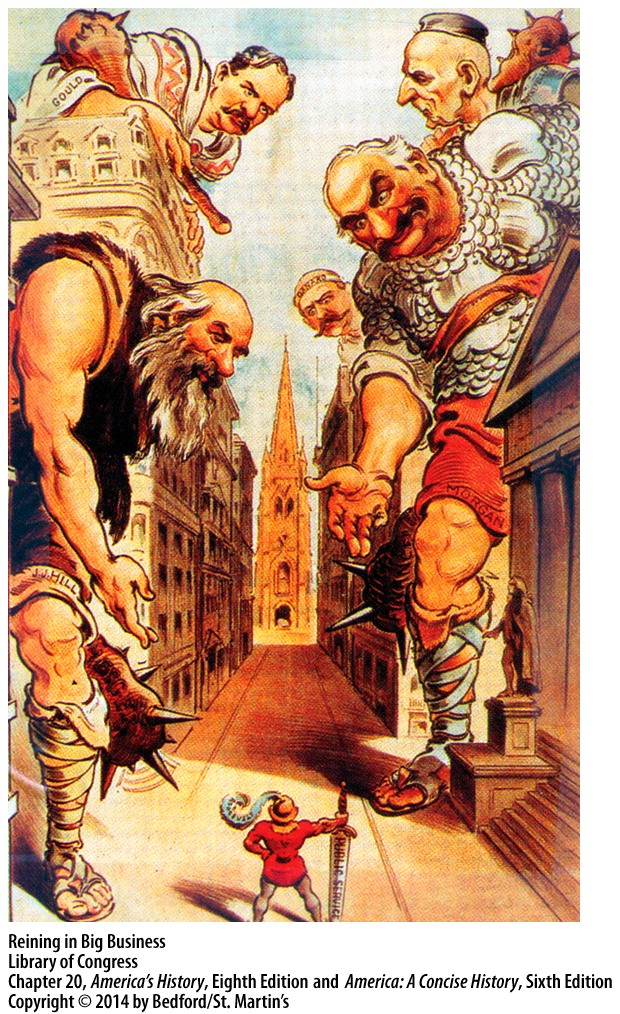 GOULD
J.J.HILL
MORGAN
PUBLIC SERVICE
Reining in Big Business
Library of Congress
Chapter 20, America's History, Eighth Edition and America: A Concise History, Sixth Edition
Copyright © 2014 by Bedford/St. Martin's